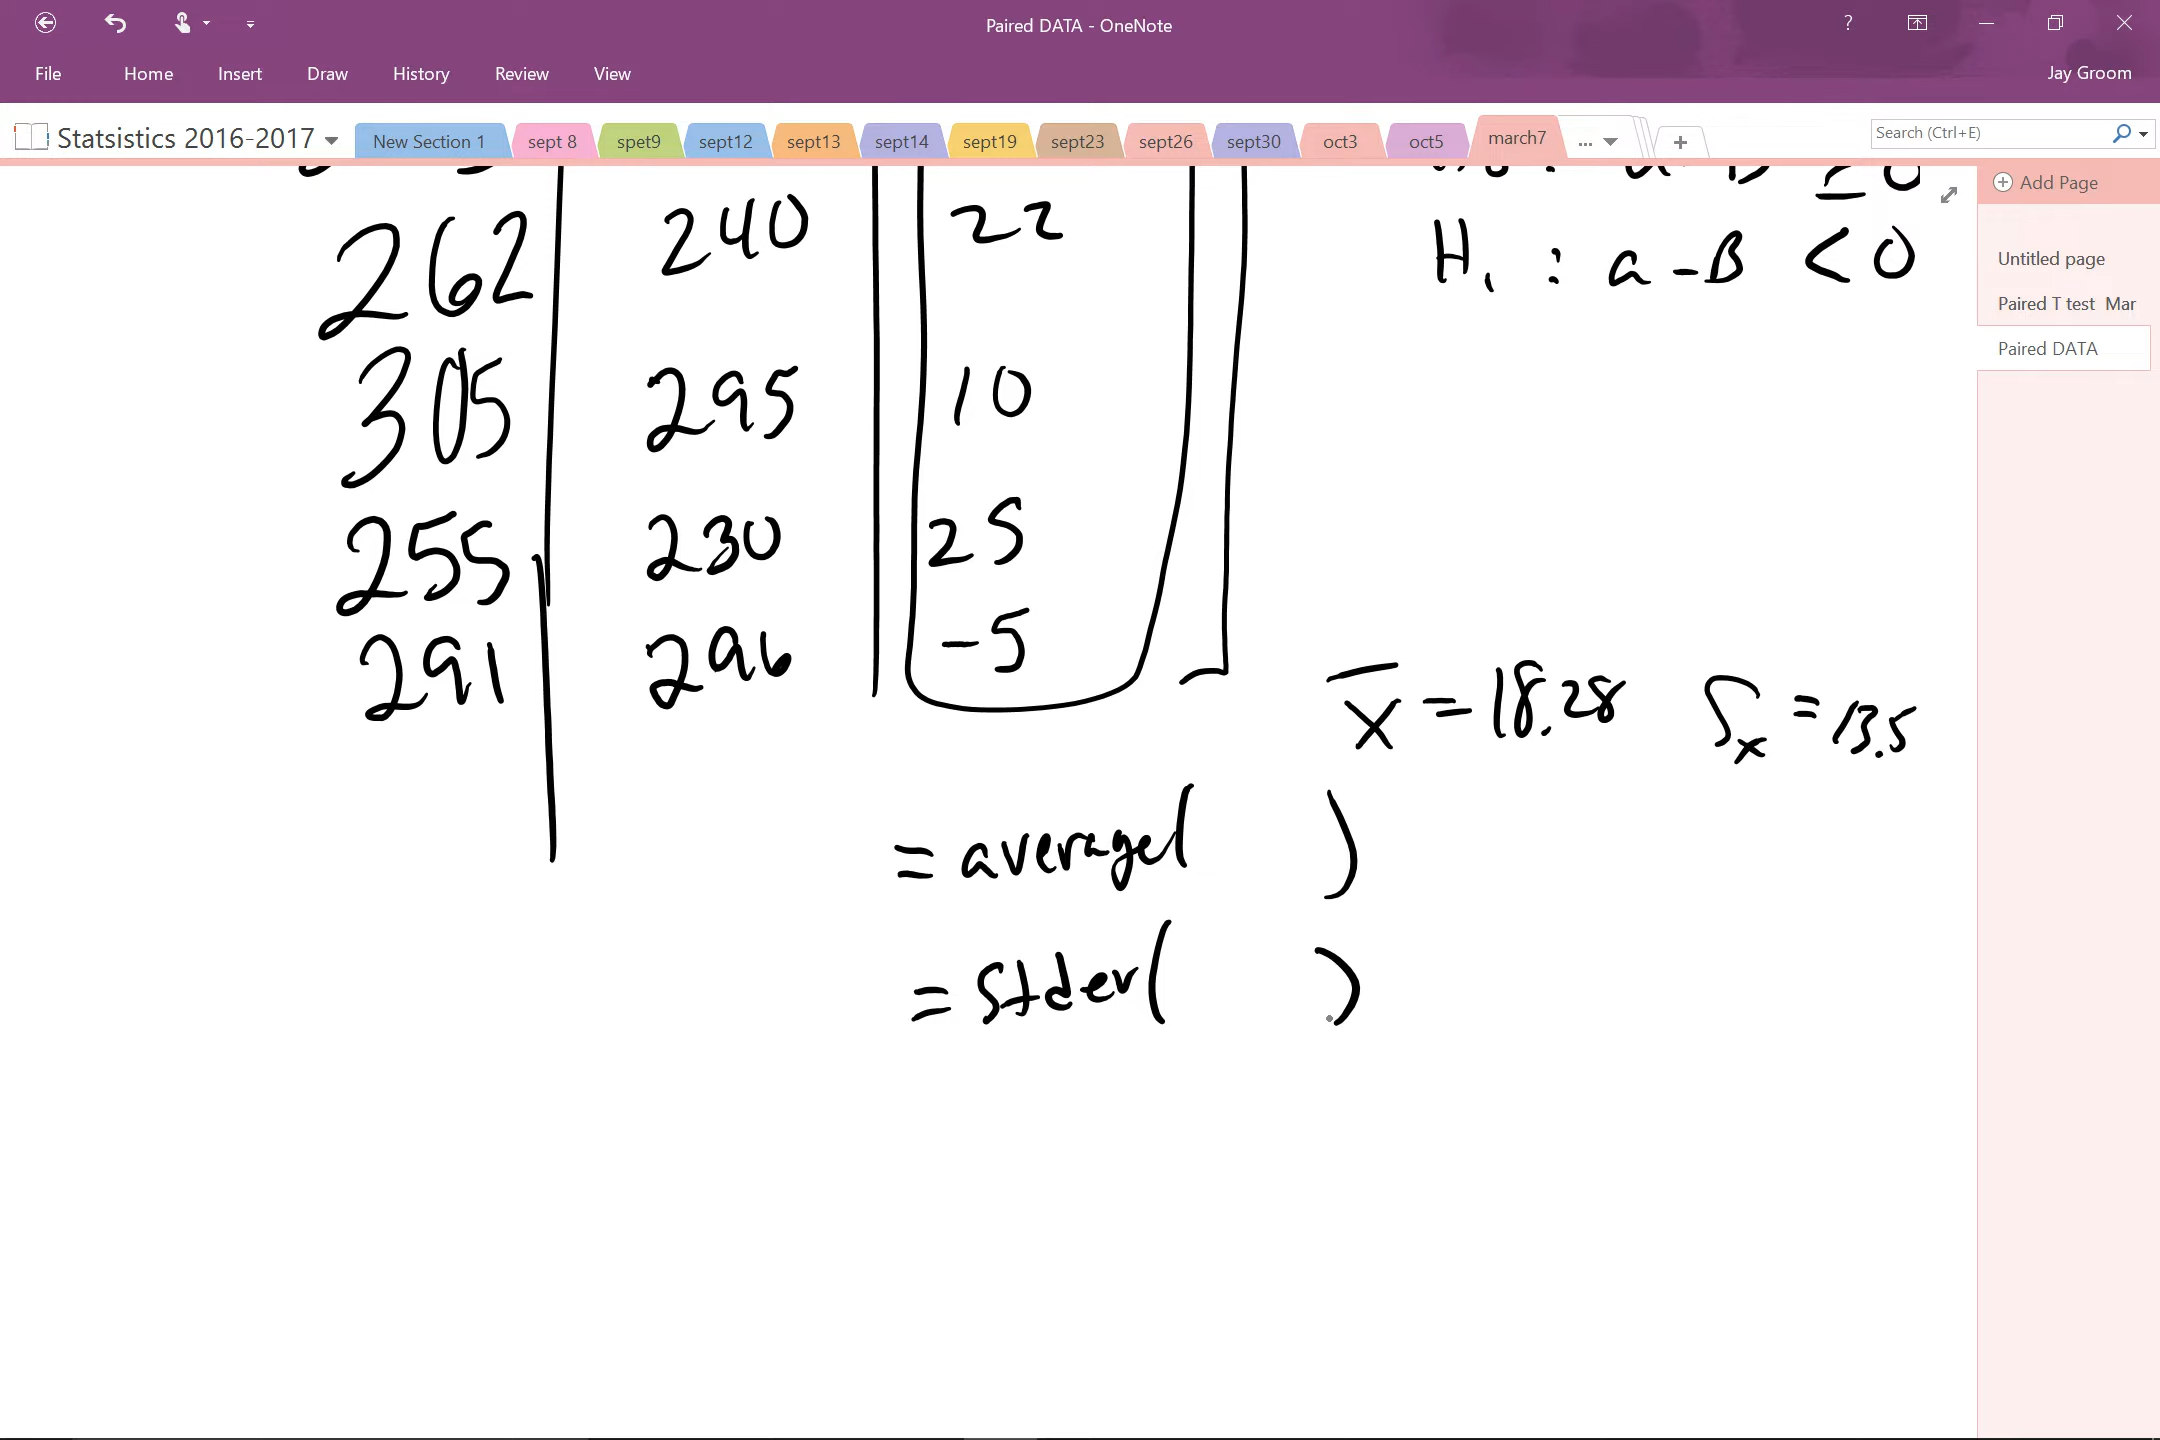 Paired DATA - OneNote
?
File Home Insert Draw History Review View
Jay Groom
Statsistics 2016-2017
New Section 1 sept 8 spet9 sept12 sept13 sept14 sept19 sept23 sept26 sept30 oct3 oct5 march7 ... +
Search (Ctrl+E)
Add Page
Untitled page
Paired T test Mar
Paired DATA
≥ 0
H₁ : a - B < 0
262 240 22
305 295 10
255 230 25
291 296 -5
x̄ = 18.28 Sx = 13.5
= average( )
= stdev( )